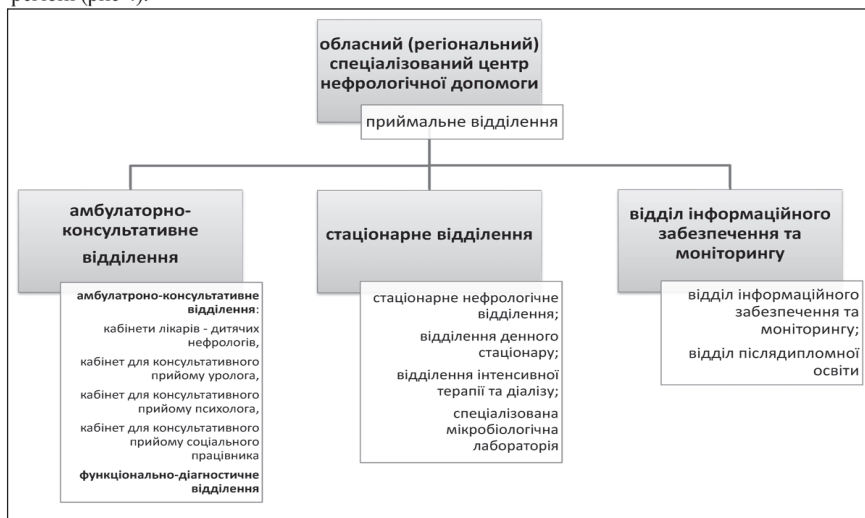 обласний (регіональний)
спеціалізований центр
нефрологічної допомоги
приймальне відділення
амбулаторно-
консультативне
відділення
амбулатроно-консультативне
відділення:
кабінети лікарів - дитячих
нефрологів,
кабінет для консультативного
прийому уролога,
кабінет для консультативного
прийому психолога,
кабінет для консультативного
прийому соціального
працівника
функціонально-діагностичне
відділення
стаціонарне відділення
стаціонарне нефрологічне
відділення;
відділення денного
стаціонару;
відділення інтенсивної
терапії та діалізу;
спеціалізована
мікробіологічна
лабораторія
відділ інформаційного
забезпечення та
моніторингу
відділ інформаційного
забезпечення та
моніторингу;
відділ післядипломної
освіти